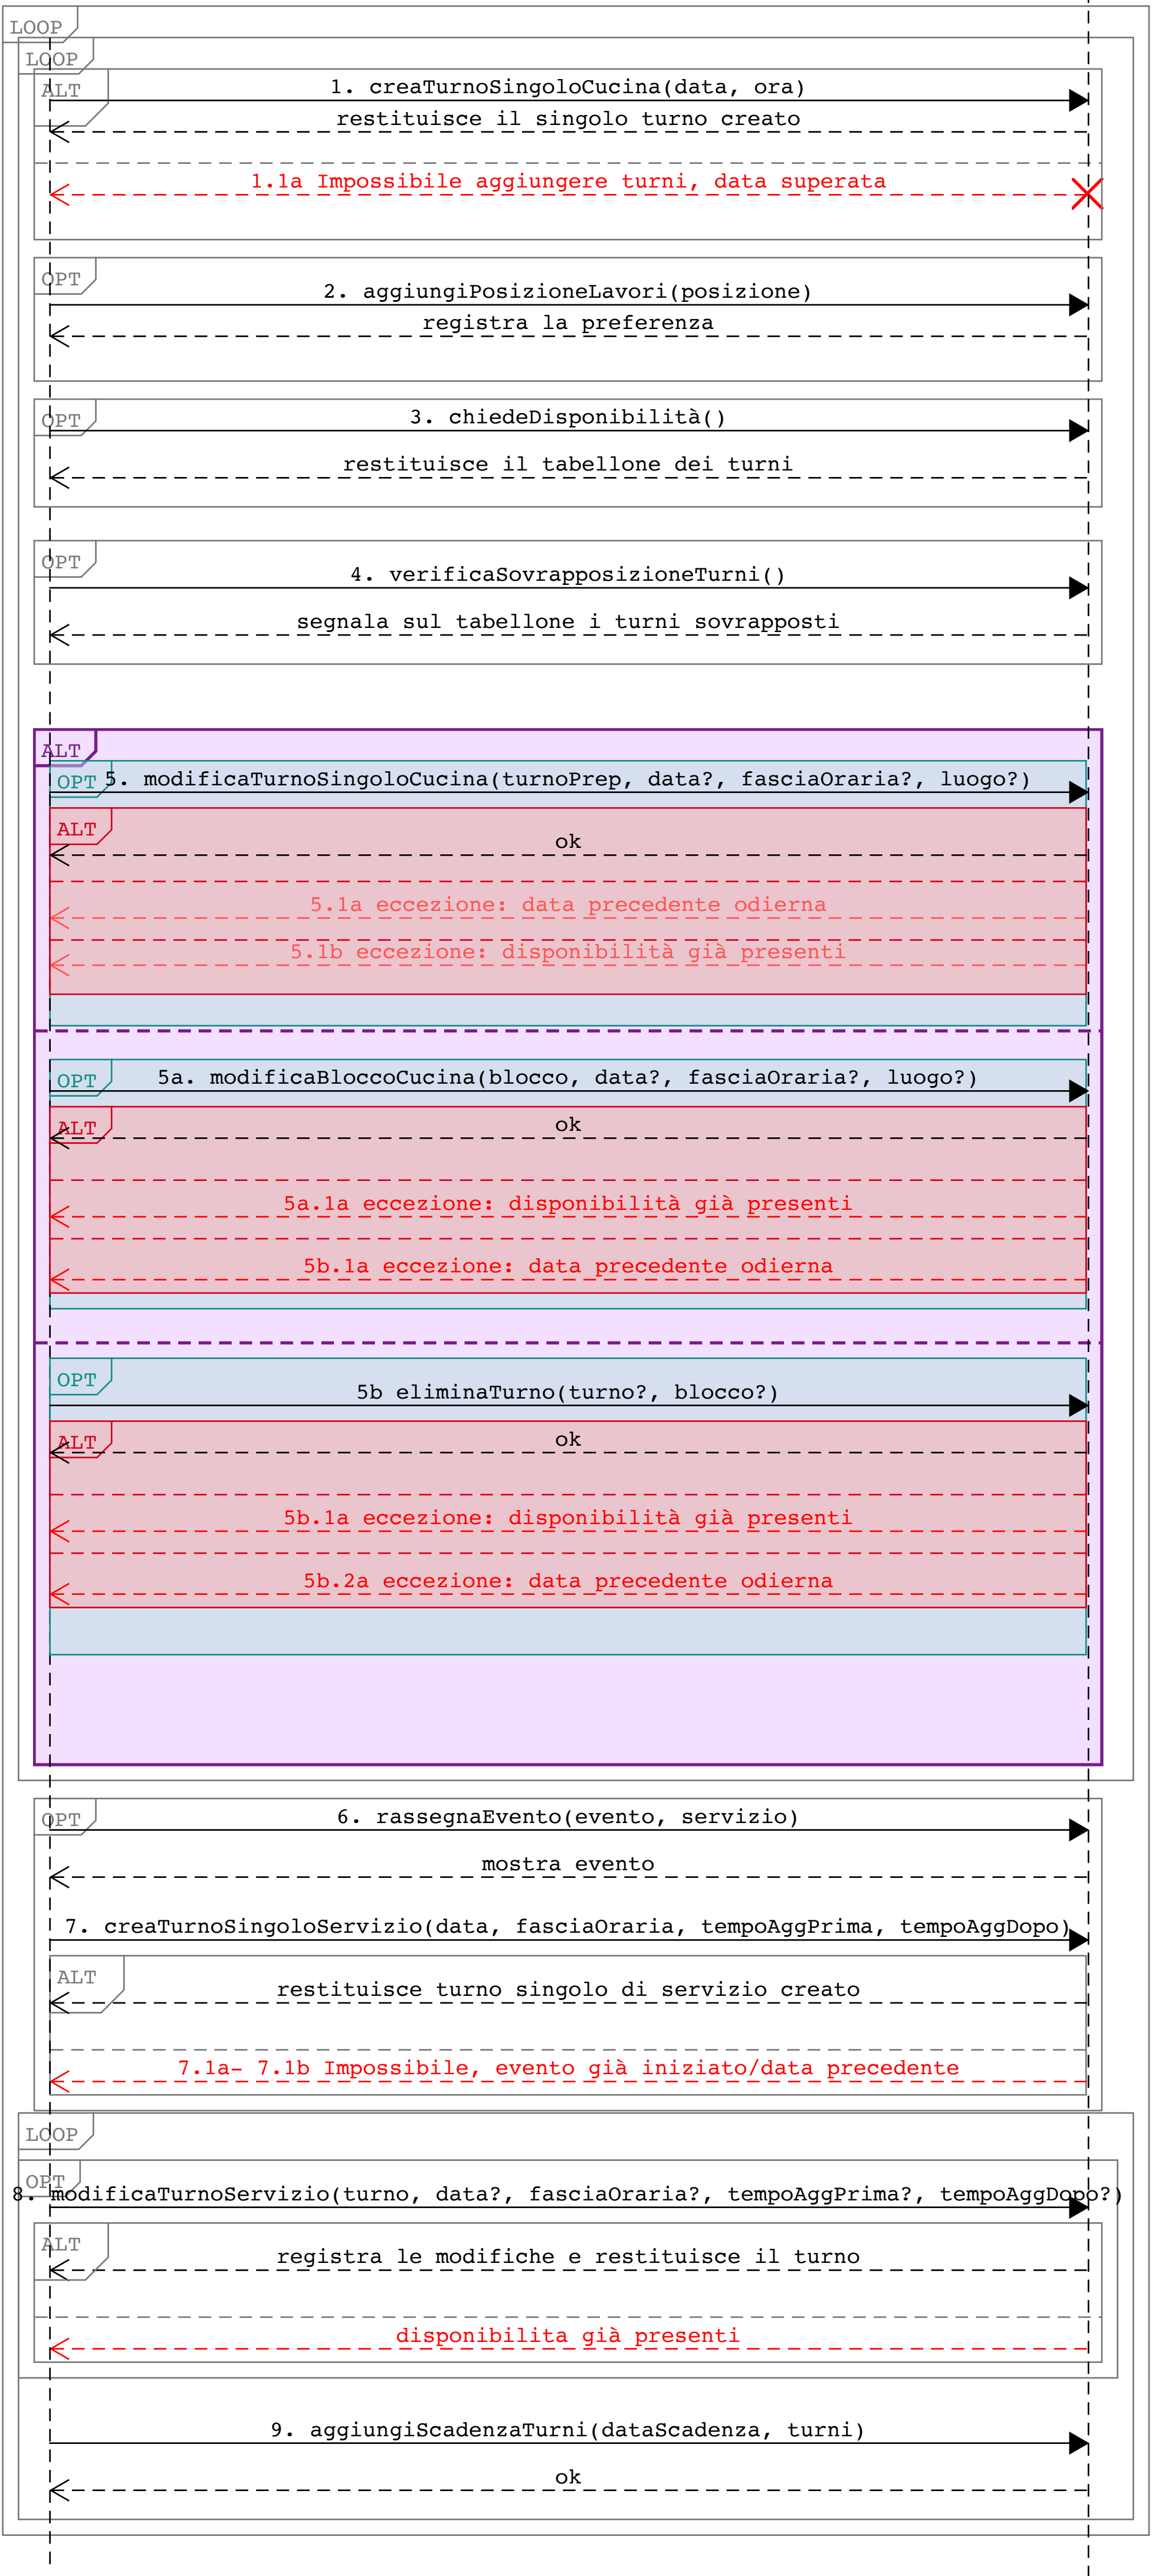 LOOP
LOOP
ALT
1. creaTurnoSingoloCucina(data, ora)
restituisce il singolo turno creato
1.1a Impossibile aggiungere turni, data superata
OPT
2. aggiungiPosizioneLavori(posizione)
registra la preferenza
OPT
3. chiedeDisponibilità()
restituisce il tabellone dei turni
OPT
4. verificaSovrapposizioneTurni()
segnala sul tabellone i turni sovrapposti
ALT
OPT
5. modificaTurnoSingoloCucina(turnoPrep, data?, fasciaOraria?, luogo?)
ALT
ok
5.1a eccezione: data precedente odierna
5.1b eccezione: disponibilità già presenti
OPT
5a. modificaBloccoCucina(blocco, data?, fasciaOraria?, luogo?)
ALT
ok
5a.1a eccezione: disponibilità già presenti
5b.1a eccezione: data precedente odierna
OPT
5b eliminaTurno(turno?, blocco?)
ALT
ok
5b.1a eccezione: disponibilità già presenti
5b.2a eccezione: data precedente odierna
OPT
6. rassegnaEvento(evento, servizio)
mostra evento
7. creaTurnoSingoloServizio(data, fasciaOraria, tempoAggPrima, tempoAggDopo)
ALT
restituisce turno singolo di servizio creato
7.1a- 7.1b Impossibile, evento già iniziato/data precedente
LOOP
OPT
8. modificaTurnoServizio(turno, data?, fasciaOraria?, tempoAggPrima?, tempoAggDopo?)
ALT
registra le modifiche e restituisce il turno
disponibilita già presenti
9. aggiungiScadenzaTurni(dataScadenza, turni)
ok